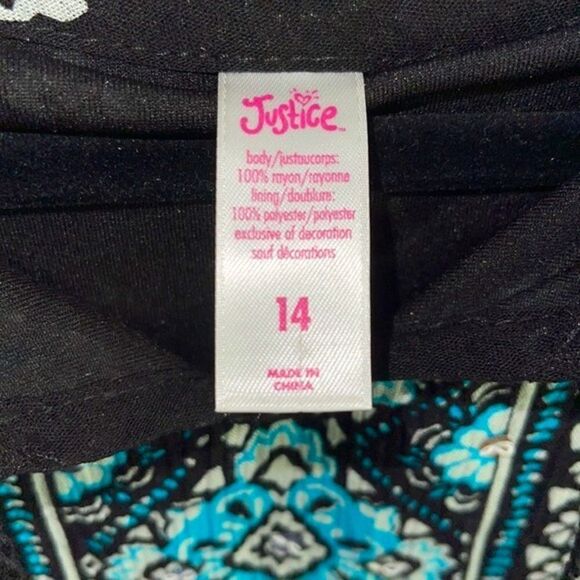 Justice™
body/justaucorps:
100% rayon/rayonne
lining/doublure:
100% polyester/polyester
exclusive of decoration
sauf décorations
14
MADE IN
CHINA